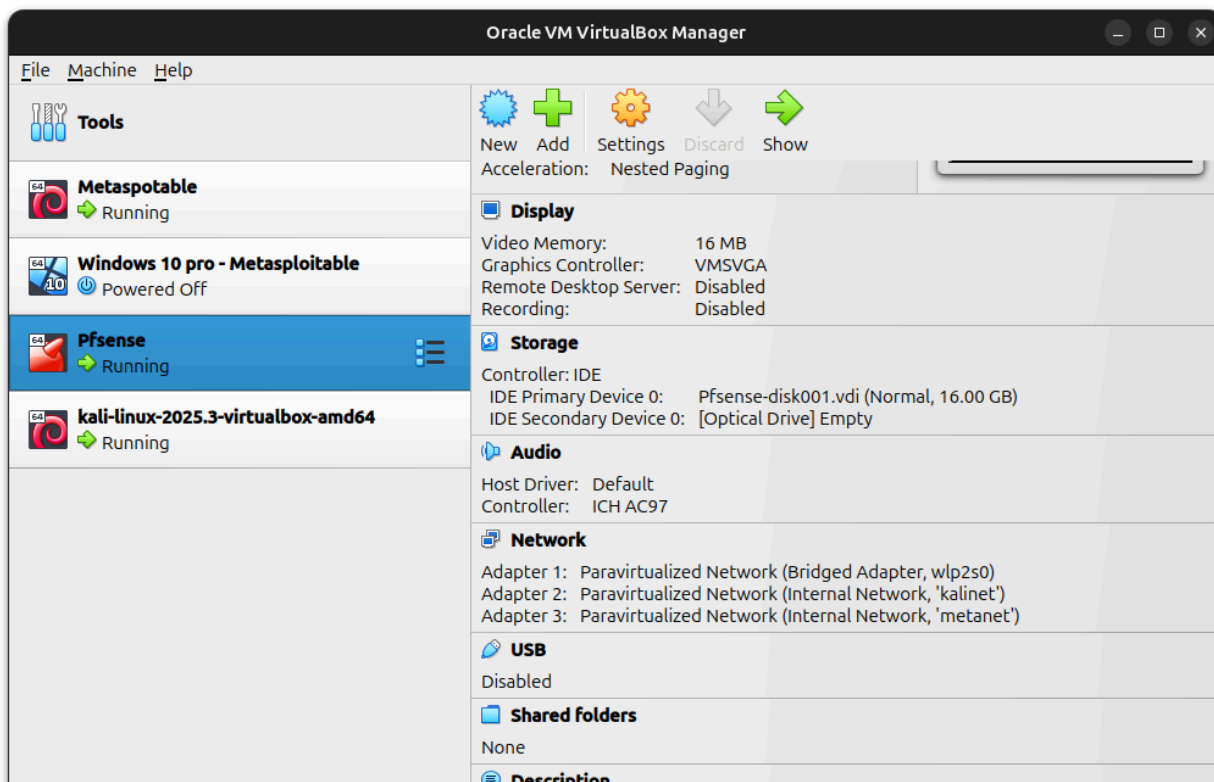 Oracle VM VirtualBox Manager
File Machine Help
Tools
New Add Settings Discard Show
Metaspotable
Running
Windows 10 pro - Metasploitable
Powered Off
Pfsense
Running
kali-linux-2025.3-virtualbox-amd64
Running
64
64
10
64
64
Acceleration: Nested Paging
Display
Video Memory: 16 MB
Graphics Controller: VMSVGA
Remote Desktop Server: Disabled
Recording: Disabled
Storage
Controller: IDE
IDE Primary Device 0: Pfsense-disk001.vdi (Normal, 16.00 GB)
IDE Secondary Device 0: [Optical Drive] Empty
Audio
Host Driver: Default
Controller: ICH AC97
Network
Adapter 1: Paravirtualized Network (Bridged Adapter, wlp2s0)
Adapter 2: Paravirtualized Network (Internal Network, 'kalinet')
Adapter 3: Paravirtualized Network (Internal Network, 'metanet')
USB
Disabled
Shared folders
None
Description